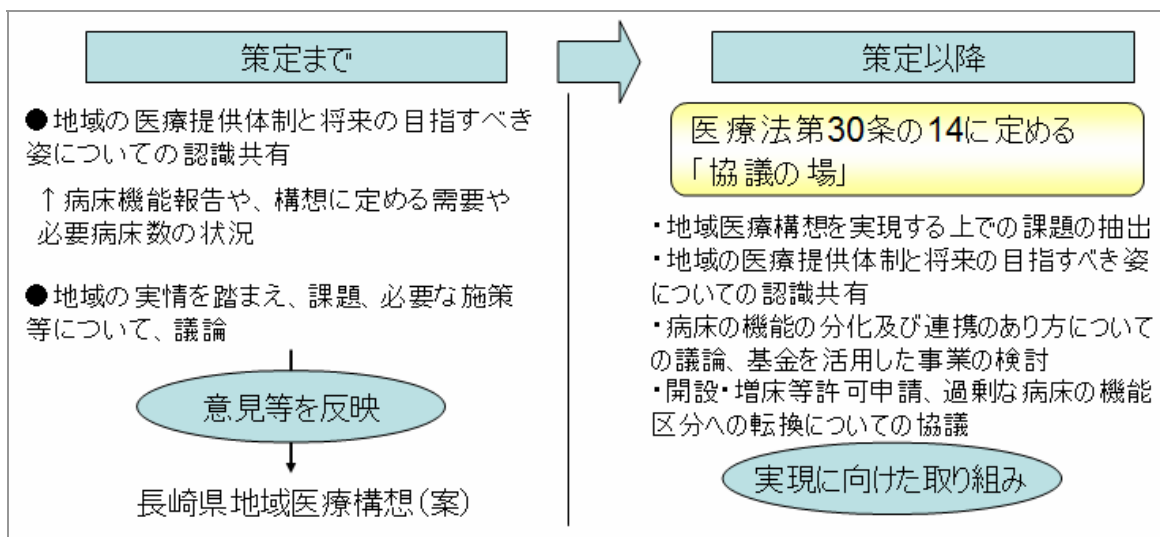 策定まで
●地域の医療提供体制と将来の目指すべき
姿についての認識共有
↑病床機能報告や、構想に定める需要や
必要病床数の状況
●地域の実情を踏まえ、課題、必要な施策
等について、議論
意見等を反映
長崎県地域医療構想(案)
策定以降
医療法第30条の14に定める
「協議の場」
・地域医療構想を実現する上での課題の抽出
・地域の医療提供体制と将来の目指すべき姿
についての認識共有
・病床の機能の分化及び連携のあり方について
の議論、基金を活用した事業の検討
・開設・増床等許可申請、過剰な病床の機能
区分への転換についての協議
実現に向けた取り組み